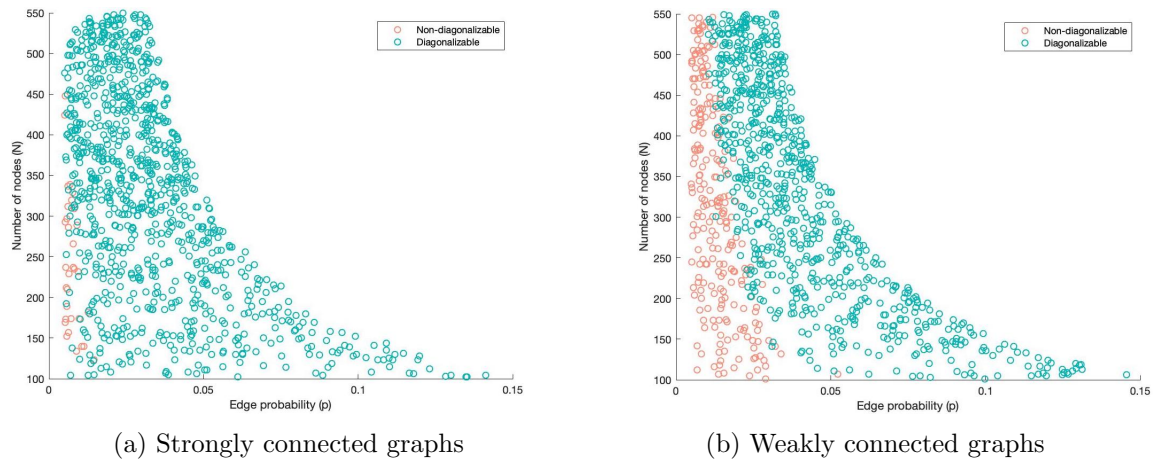 Non-diagonalizable
Diagonalizable
Number of nodes (N)
550
500
450
400
350
300
250
200
150
100
0
0.05
0.1
0.15
Edge probability (p)
(a) Strongly connected graphs
Non-diagonalizable
Diagonalizable
Number of nodes (N)
550
500
450
400
350
300
250
200
150
100
0
0.05
0.1
0.15
Edge probability (p)
(b) Weakly connected graphs